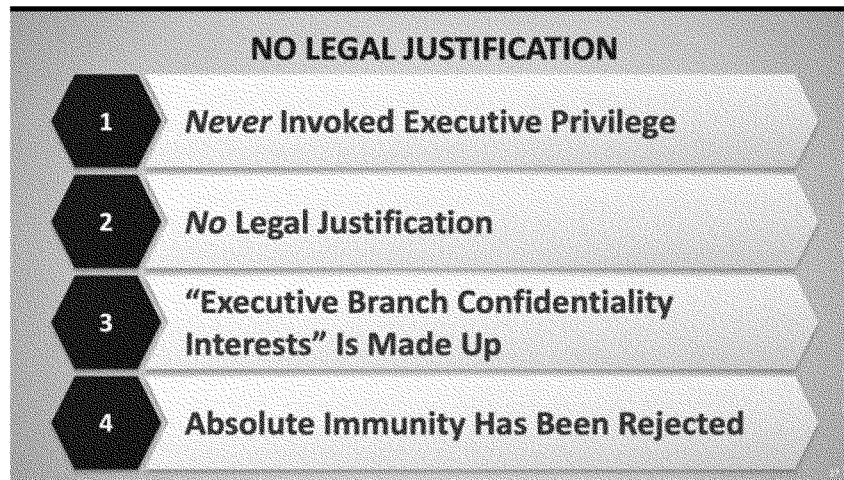 NO LEGAL JUSTIFICATION
1
Never Invoked Executive Privilege
2
No Legal Justification
3
“Executive Branch Confidentiality
Interests” Is Made Up
4
Absolute Immunity Has Been Rejected